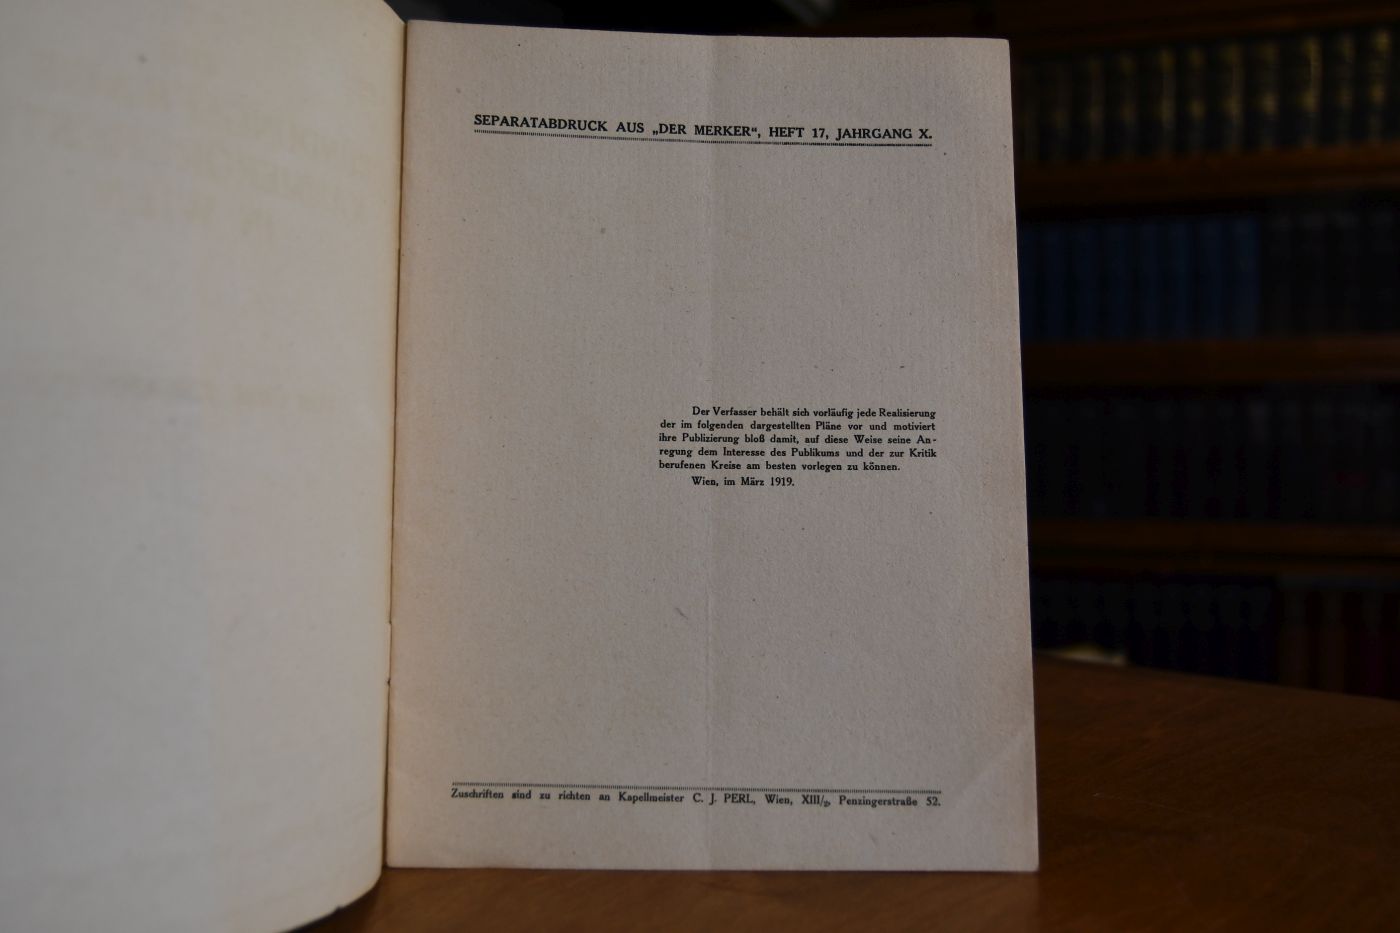 SEPARATABDRUCK AUS „DER MERKER“, HEFT 17, JAHRGANG X.
Der Verfasser behält sich vorläufig jede Realisierung
der im folgenden dargestellten Pläne vor und motiviert
ihre Publizierung bloß damit, auf diese Weise seine An-
regung dem Interesse des Publikums und der zur Kritik
berufenen Kreise am besten vorlegen zu können.
Wien, im März 1919.
Zuschriften sind zu richten an Kapellmeister C. J. PERL, Wien, XIII/2, Penzingerstraße 52.